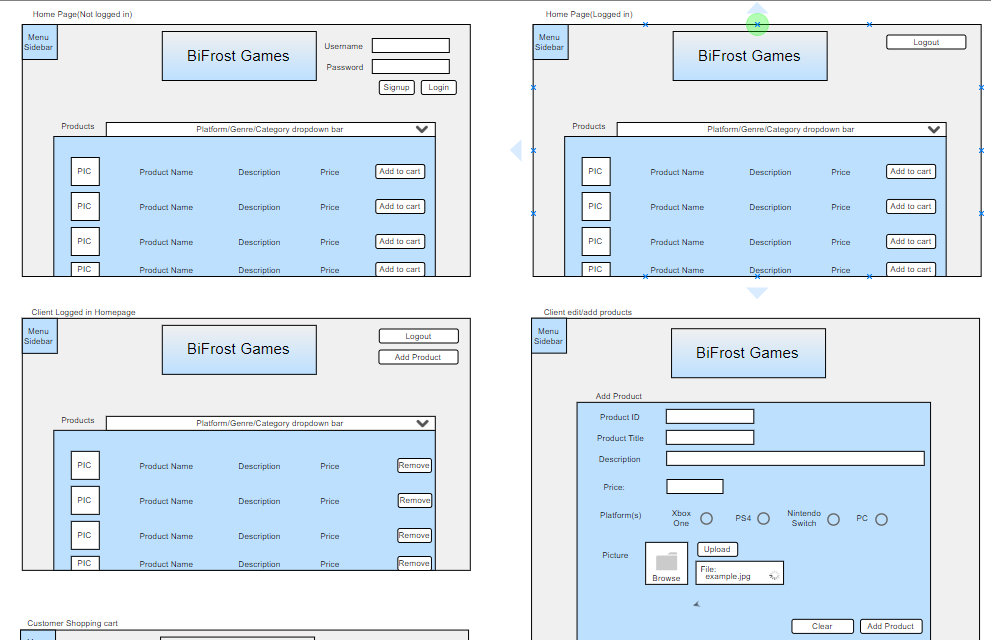 Home Page(Not logged in)
Menu
Sidebar
BiFrost Games
Username
Password
Signup
Login
Products
Platform/Genre/Category dropdown bar
PIC Product Name Description Price Add to cart
PIC Product Name Description Price Add to cart
PIC Product Name Description Price Add to cart
PIC Product Name Description Price Add to cart
Home Page(Logged in)
Menu
Sidebar
BiFrost Games
Logout
Products
Platform/Genre/Category dropdown bar
PIC Product Name Description Price Add to cart
PIC Product Name Description Price Add to cart
PIC Product Name Description Price Add to cart
PIC Product Name Description Price Add to cart
Client Logged in Homepage
Menu
Sidebar
BiFrost Games
Logout
Add Product
Products
Platform/Genre/Category dropdown bar
PIC Product Name Description Price Remove
PIC Product Name Description Price Remove
PIC Product Name Description Price Remove
PIC Product Name Description Price Remove
Client edit/add products
Menu
Sidebar
BiFrost Games
Add Product
Product ID
Product Title
Description
Price:
Platform(s)
Xbox
One
PS4
Nintendo
Switch
PC
Picture
Browse
Upload
File:
example.jpg
Clear
Add Product
Customer Shopping cart